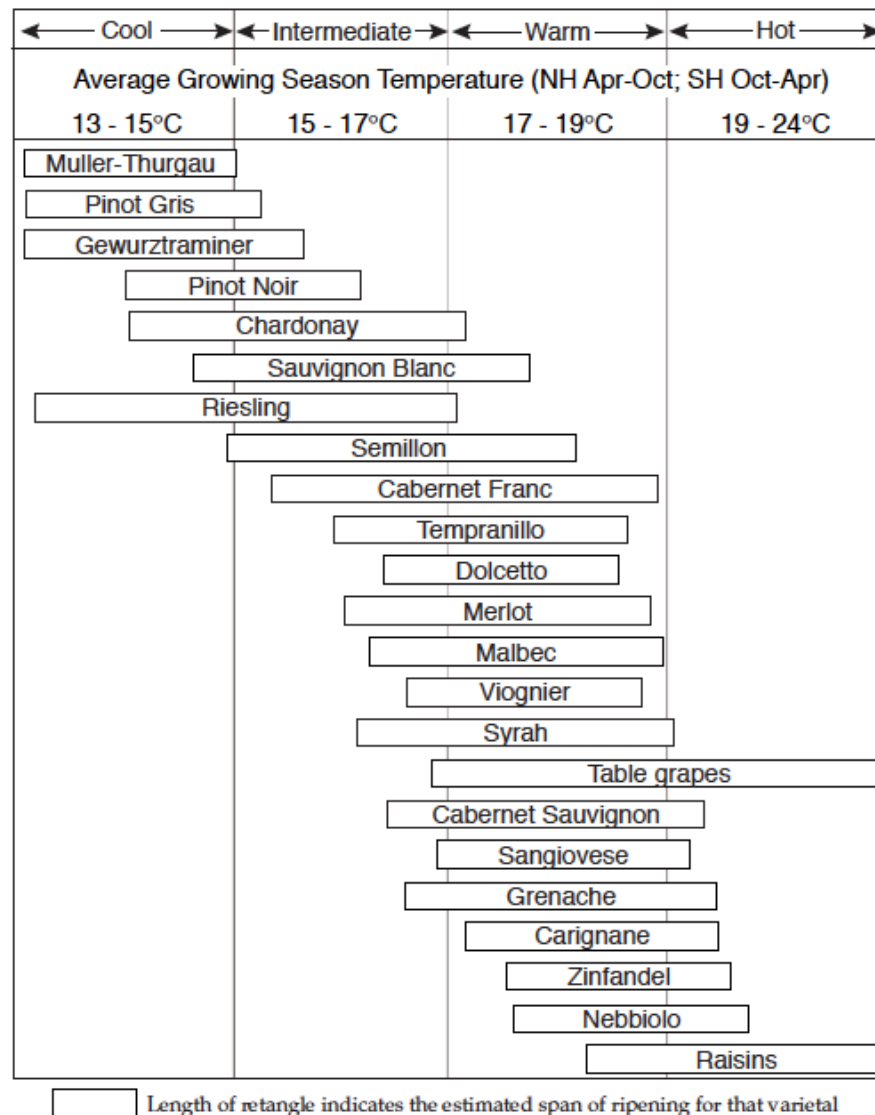 Cool Intermediate Warm Hot
Average Growing Season Temperature (NH Apr-Oct; SH Oct-Apr)
13 - 15°C 15 - 17°C 17 - 19°C 19 - 24°C
Muller-Thurgau
Pinot Gris
Gewurztraminer
Pinot Noir
Chardonay
Sauvignon Blanc
Riesling
Semillon
Cabernet Franc
Tempranillo
Dolcetto
Merlot
Malbec
Viognier
Syrah
Table grapes
Cabernet Sauvignon
Sangiovese
Grenache
Carignane
Zinfandel
Nebbiolo
Raisins
Length of retangle indicates the estimated span of ripening for that varietal